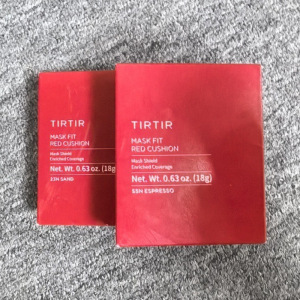 TIRTIR
MASK FIT
RED CUSHION
Mask Shield
Enriched Coverage
Net. Wt. 0.63 oz. (18g)
33N SAND
TIRTIR
MASK FIT
RED CUSHION
Mask Shield
Enriched Coverage
Net. Wt. 0.63 oz. (18g)
55N ESPRESSO